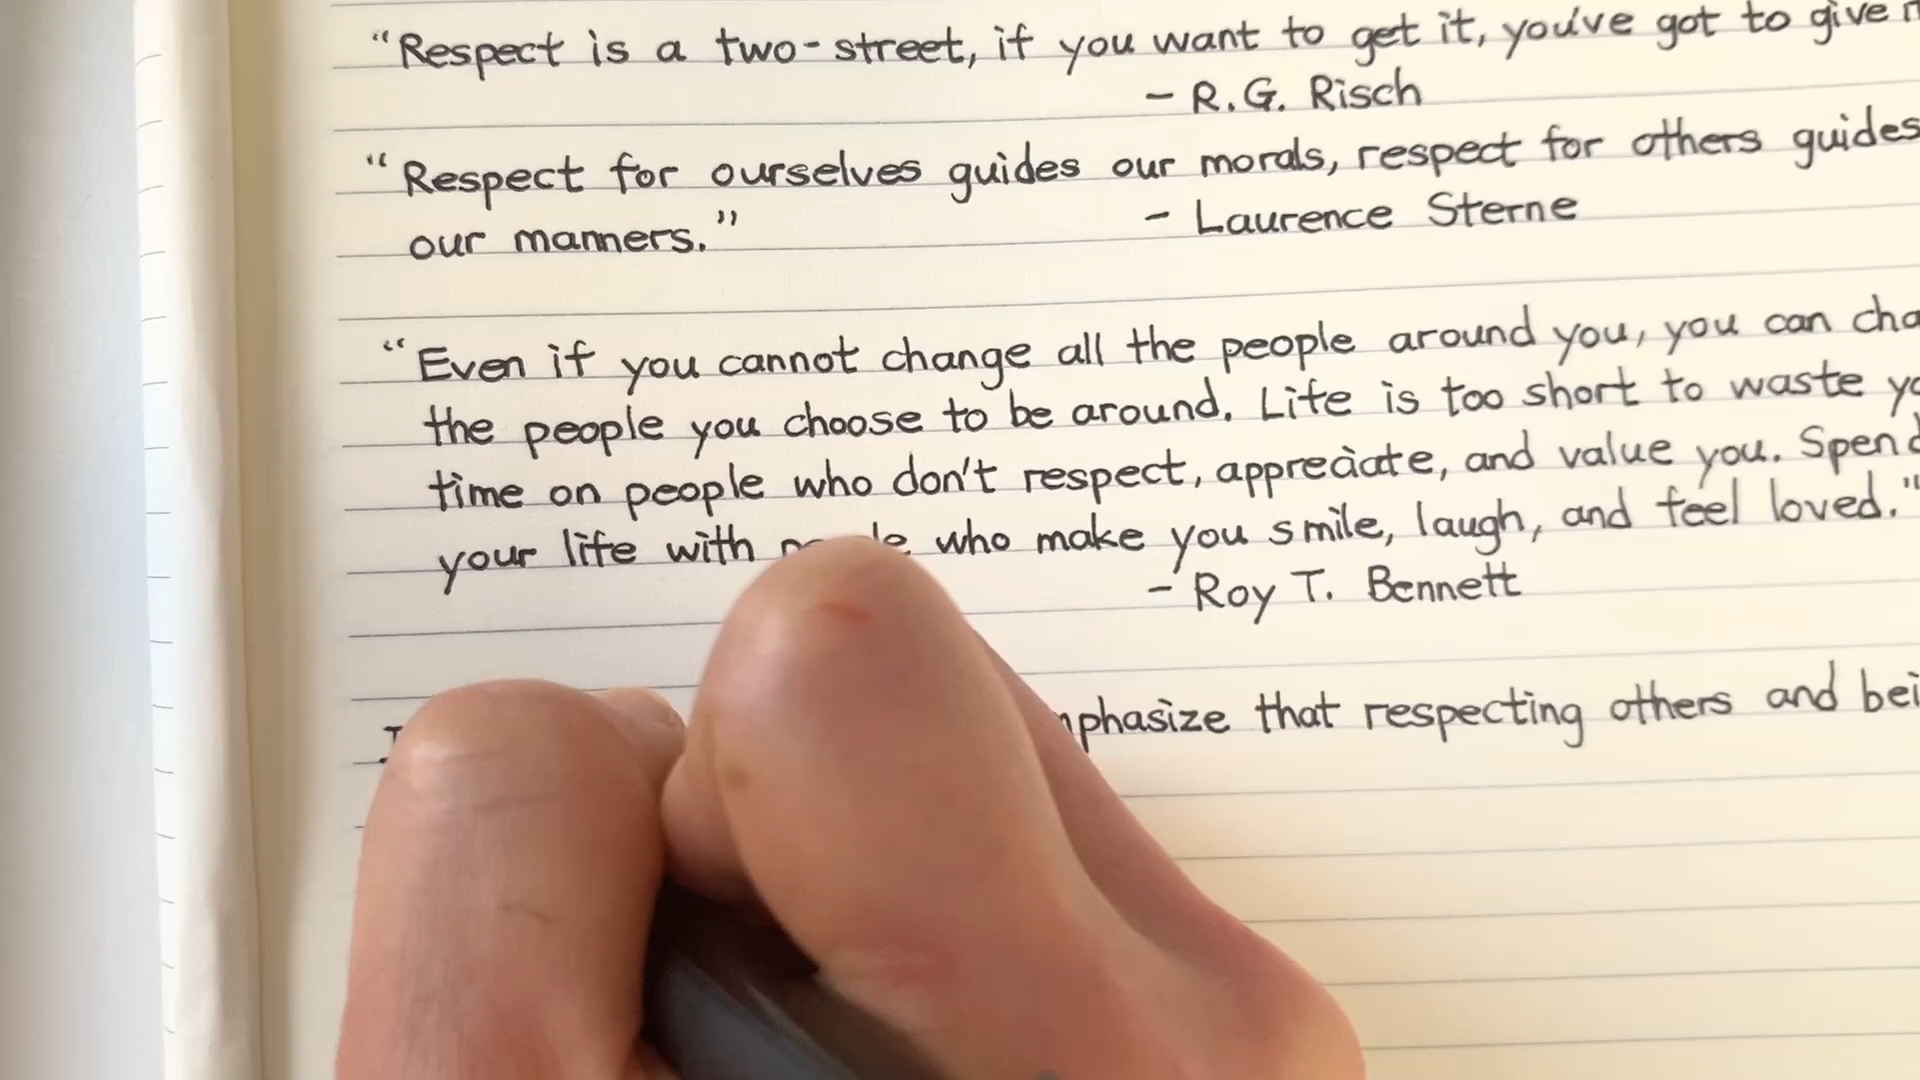 “Respect is a two-street, if you want to get it, you've got to give
- R.G. Risch
“Respect for ourselves guides our morals, respect for others guides
our manners.”
- Laurence Sterne
“Even if you cannot change all the people around you, you can
the people you choose to be around. Life is too short to waste
time on people who don't respect, appreciate, and value you. Spend
your life with who make you smile, laugh, and feel loved."
- Roy T. Bennett
that respecting others and